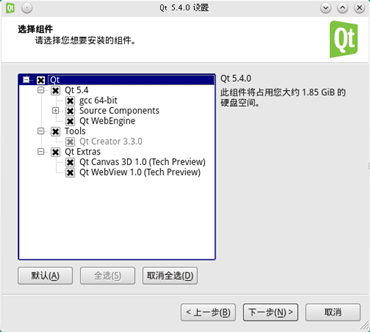 Qt 5.4.0 设置
选择组件
请选择您想要安装的组件。
Qt
Qt
Qt 5.4
gcc 64-bit
Source Components
Qt WebEngine
Tools
Qt Creator 3.3.0
Qt Extras
Qt Canvas 3D 1.0 (Tech Preview)
Qt WebView 1.0 (Tech Preview)
Qt 5.4.0
此组件将占用您大约 1.85 GiB 的
硬盘空间。
默认(A) 全选(S) 取消全选(D)
< 上一步(B) 下一步(N) > 取消